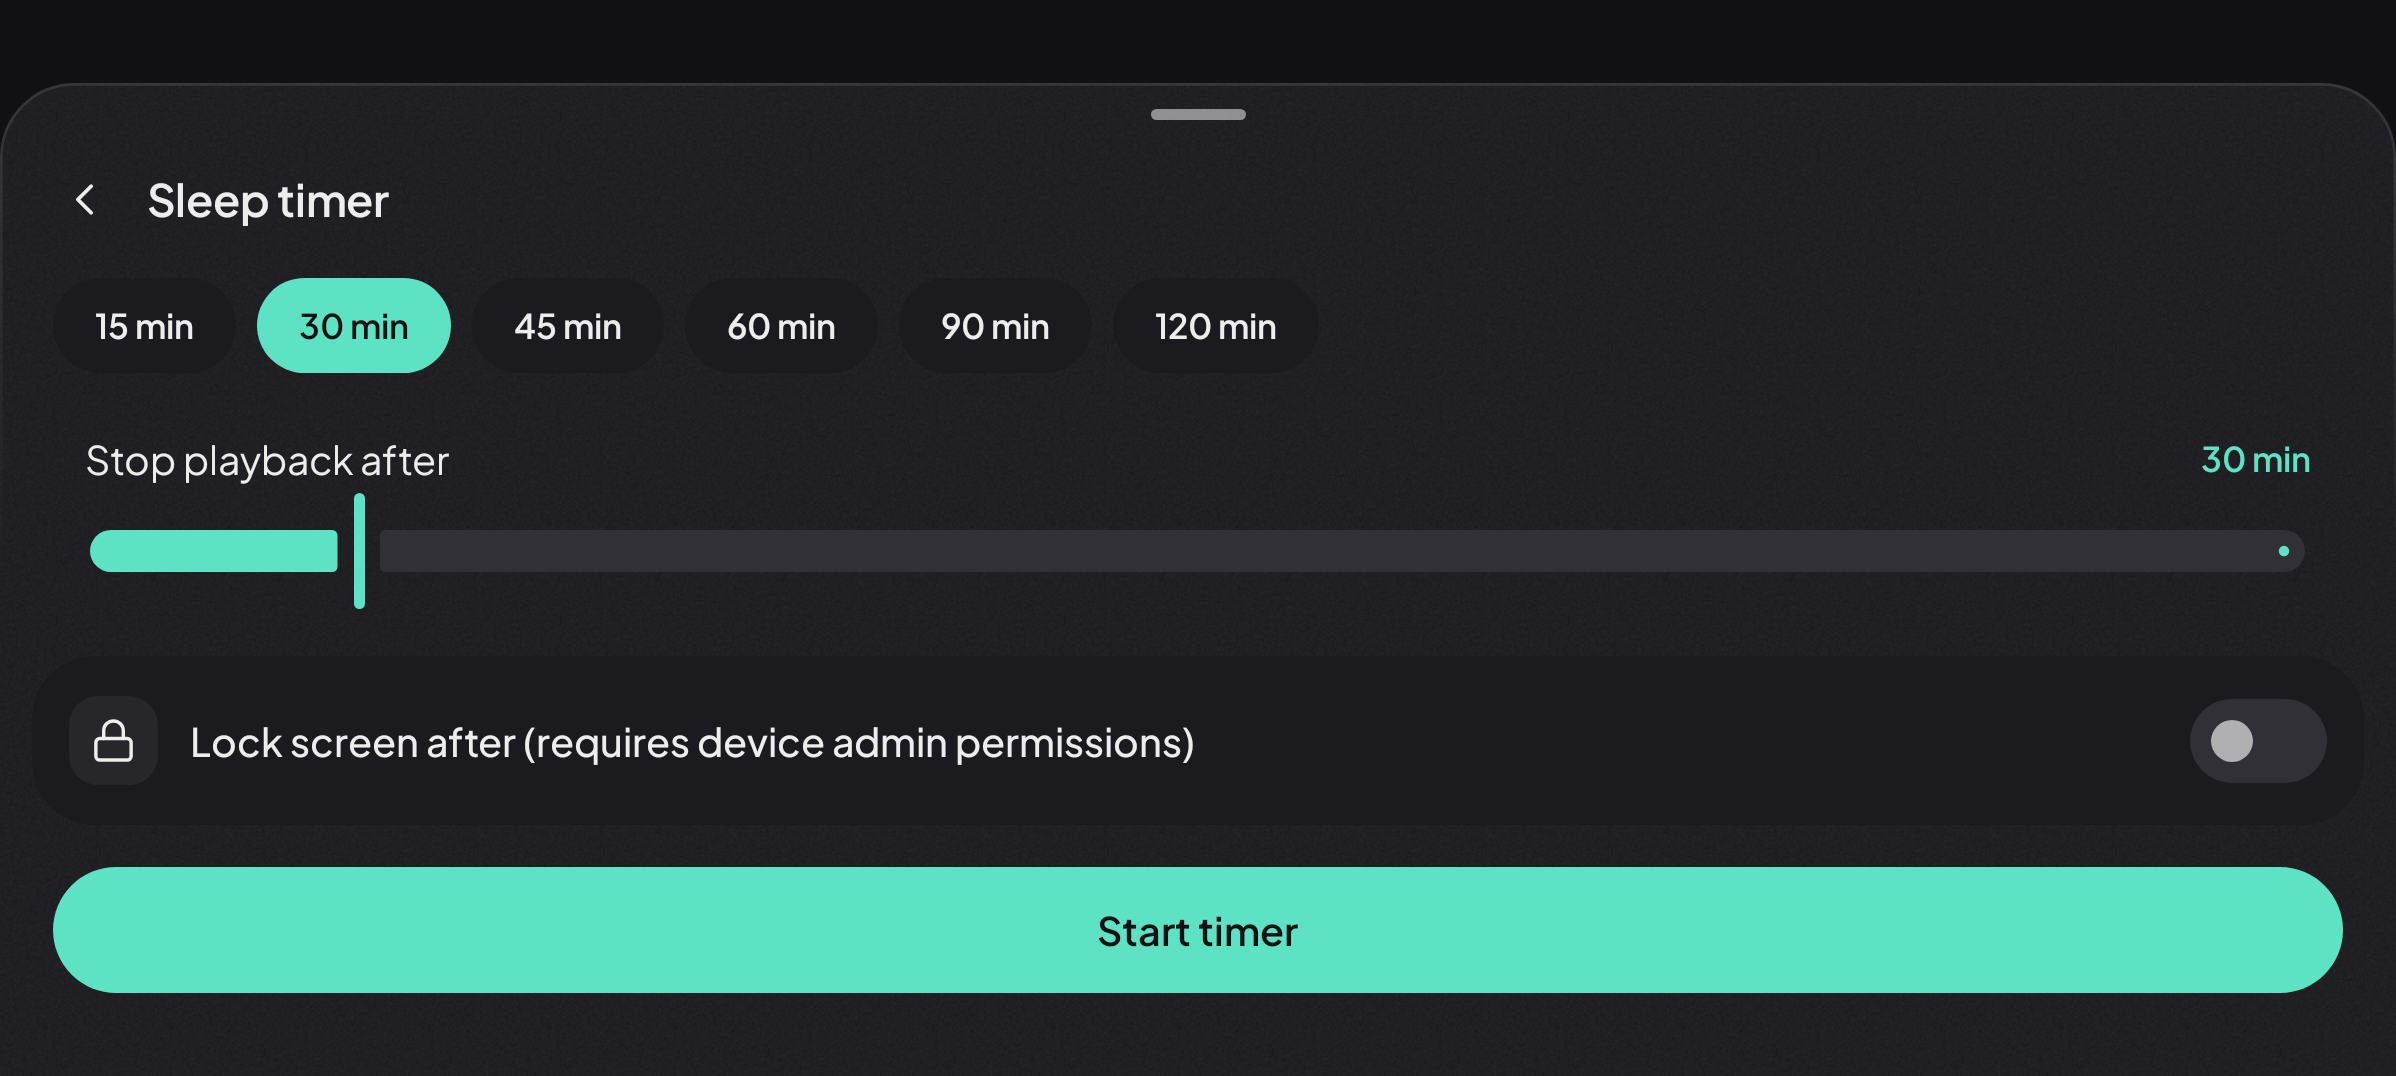 Sleep timer
15 min
30 min
45 min
60 min
90 min
120 min
Stop playback after
30 min
Lock screen after (requires device admin permissions)
Start timer